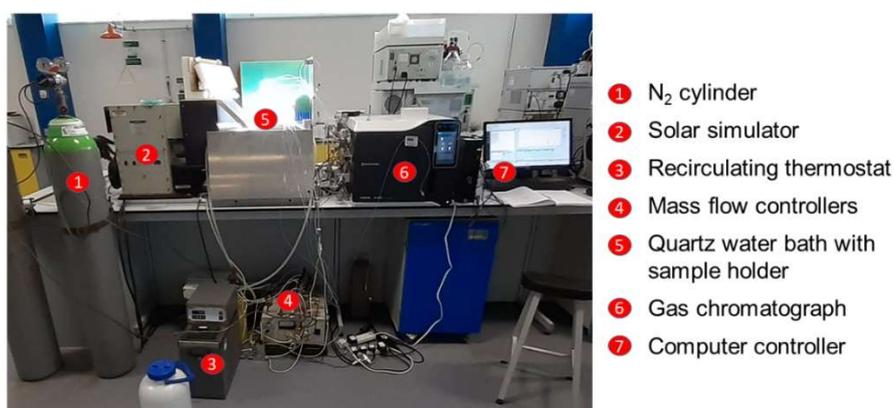 1 N₂ cylinder
2 Solar simulator
3 Recirculating thermostat
4 Mass flow controllers
5 Quartz water bath with
sample holder
6 Gas chromatograph
7 Computer controller
1
2
3
4
5
6
7